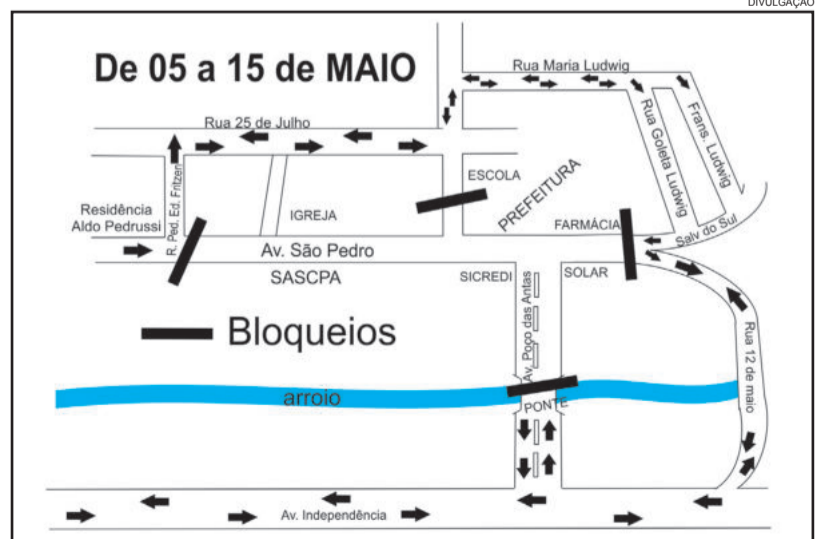 DIVULGAÇÃO
De 05 a 15 de MAIO
Rua Maria Ludwig
Rua 25 de Julho
Rua Goleta Ludwig
Frans. Ludwig
ESCOLA
PREFEITURA
R. Ped. Ed. Fritzen
Residência
Aldo Pedrussi
IGREJA
FARMÁCIA
Salv do Sul
Av. São Pedro
SASCPA
SICREDI
SOLAR
Av. Poço das Antas
Bloqueios
Rua 12 de maio
arroio
PONTE
Av. Independência